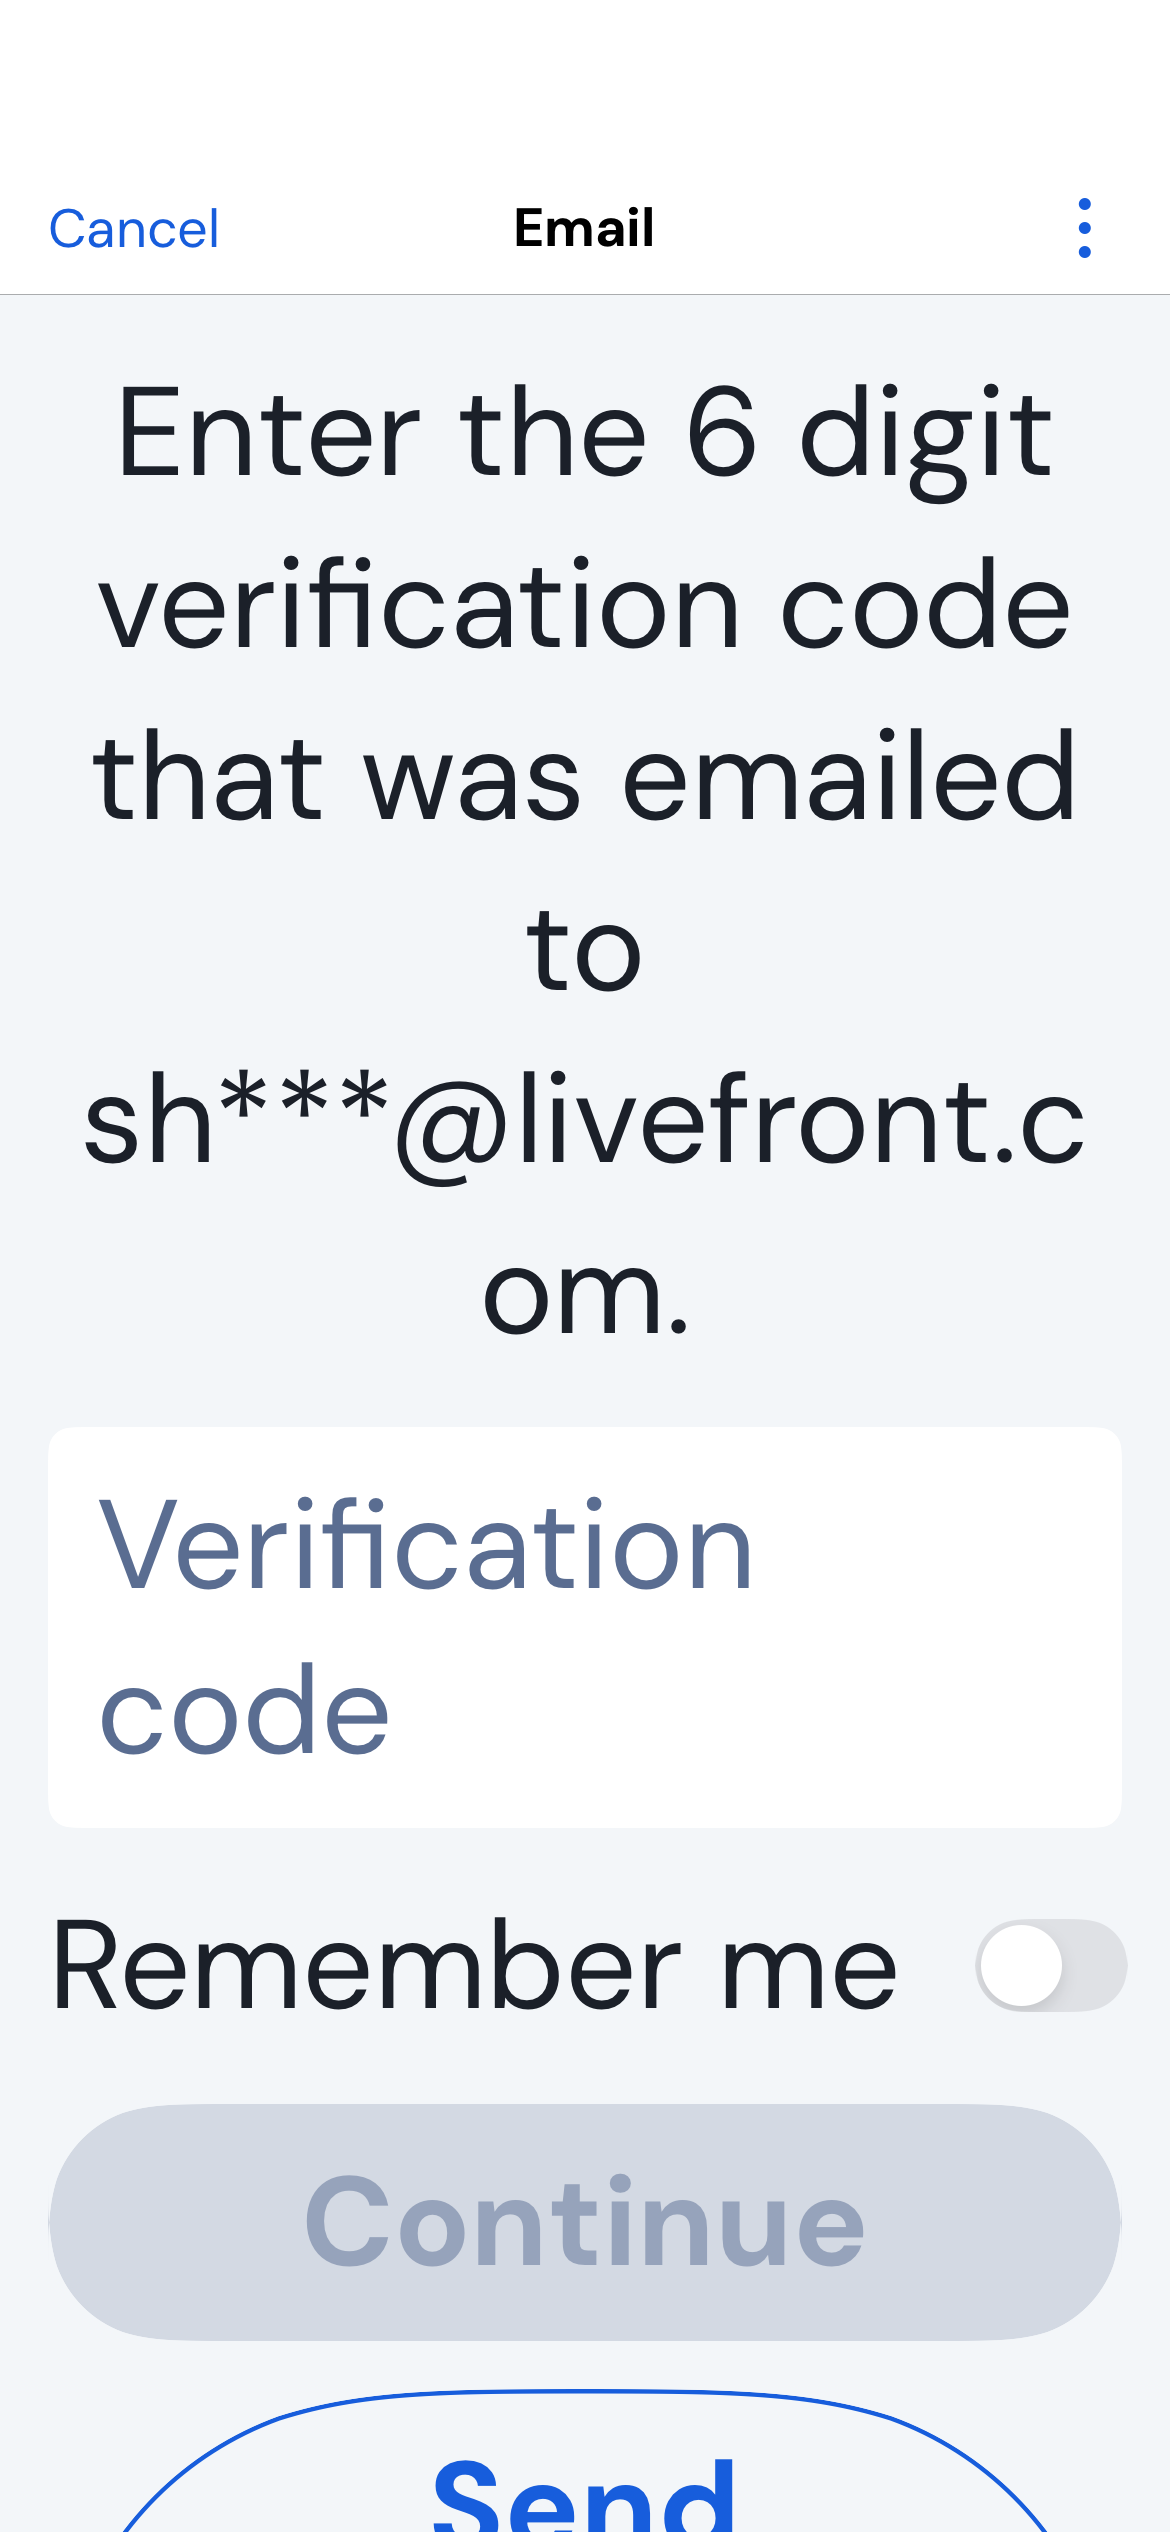 Cancel
Email
Enter the 6 digit
verification code
that was emailed
to
sh***@livefront.c
om.
Verification
code
Remember me
Continue
Send